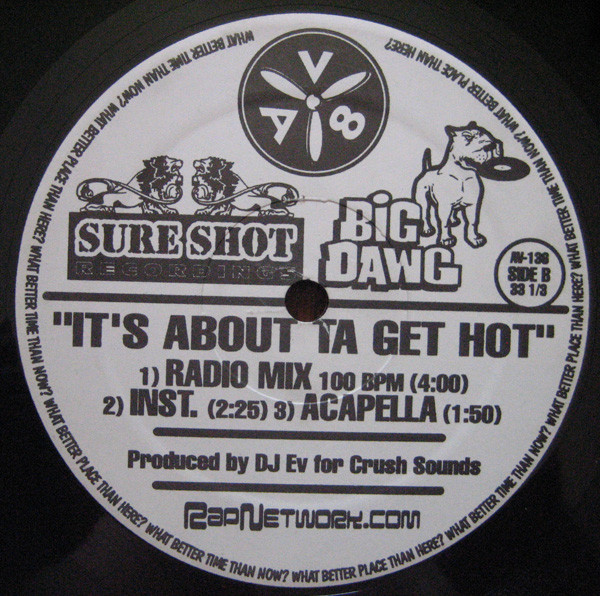 AV8
SURE SHOT
RECORDINGS
BIG
DAWG
AV-136
SIDE B
33 1/3
"IT'S ABOUT TA GET HOT"
1) RADIO MIX 100 BPM (4:00)
2) INST. (2:25) 3) ACAPELLA (1:50)
Produced by DJ Ev for Crush Sounds
RAPNETWORK.COM
WHAT BETTER TIME THAN NOW? WHAT BETTER PLACE THAN HERE? WHAT BETTER TIME THAN NOW? WHAT BETTER PLACE THAN HERE? WHAT BETTER TIME THAN NOW? WHAT BETTER PLACE THAN HERE? WHAT BETTER TIME THAN NOW? WHAT BETTER PLACE THAN HERE? WHAT BETTER TIME THAN NOW? WHAT BETTER PLACE THAN HERE?